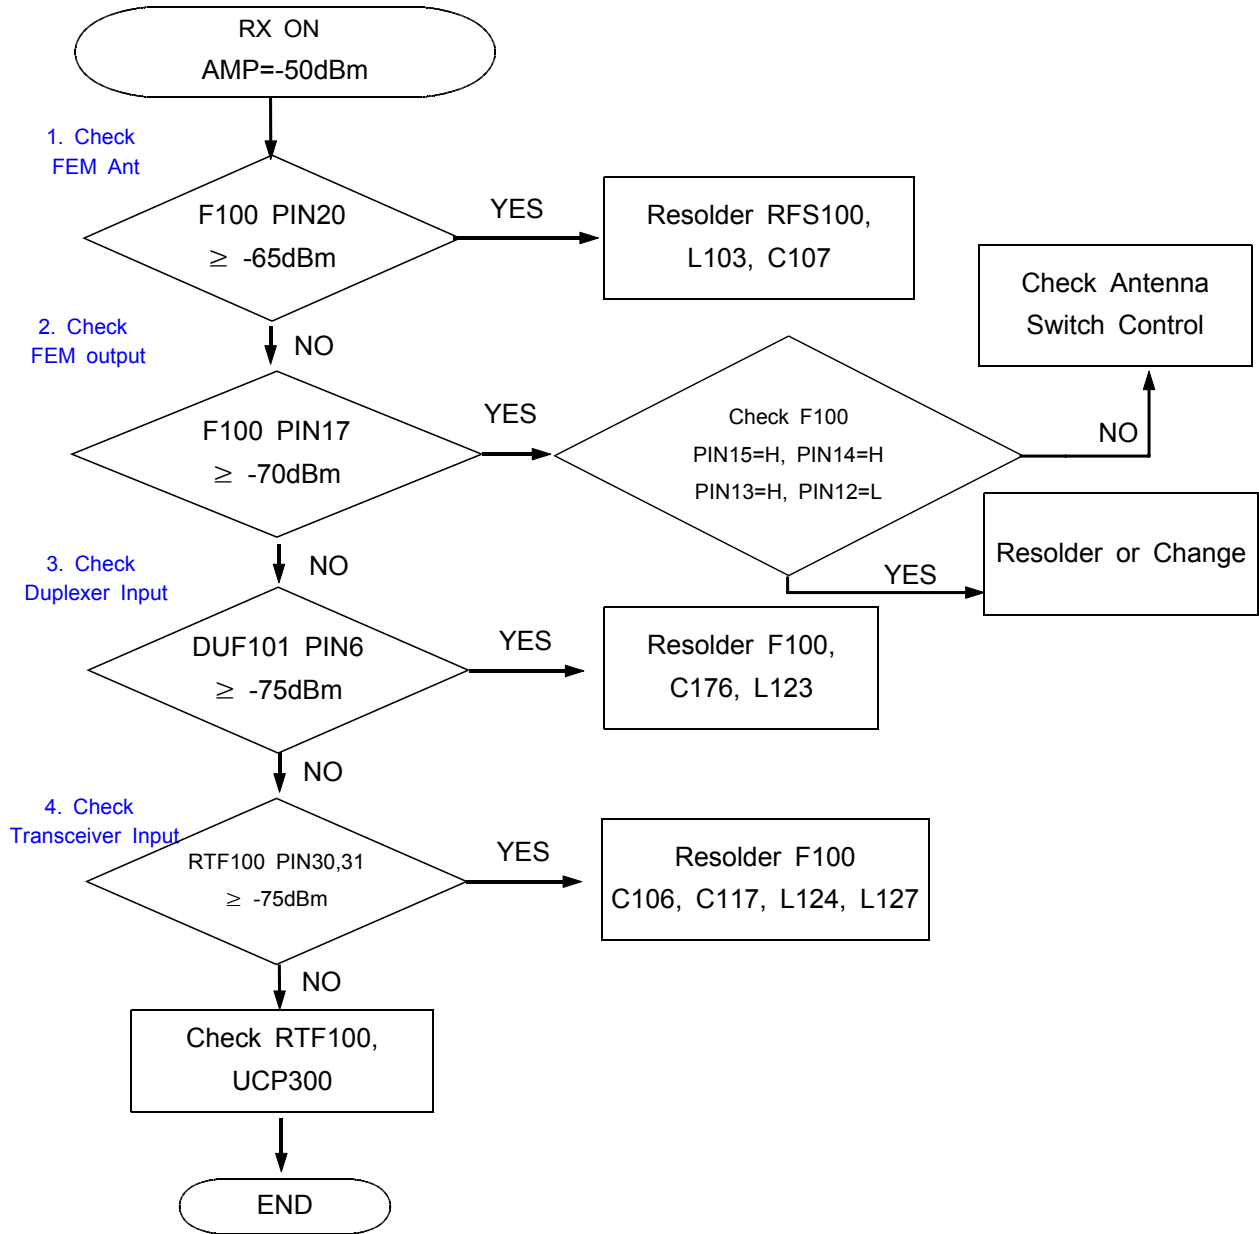 RX ON
AMP=-50dBm
1. Check
FEM Ant
F100 PIN20
≥ -65dBm
YES
Resolder RFS100,
L103, C107
Check Antenna
Switch Control
2. Check
FEM output
NO
F100 PIN17
≥ -70dBm
YES
Check F100
PIN15=H, PIN14=H
PIN13=H, PIN12=L
NO
YES
Resolder or Change
3. Check
Duplexer Input
NO
DUF101 PIN6
≥ -75dBm
YES
Resolder F100,
C176, L123
NO
4. Check
Transceiver Input
RTF100 PIN30,31
≥ -75dBm
YES
Resolder F100
C106, C117, L124, L127
NO
Check RTF100,
UCP300
END